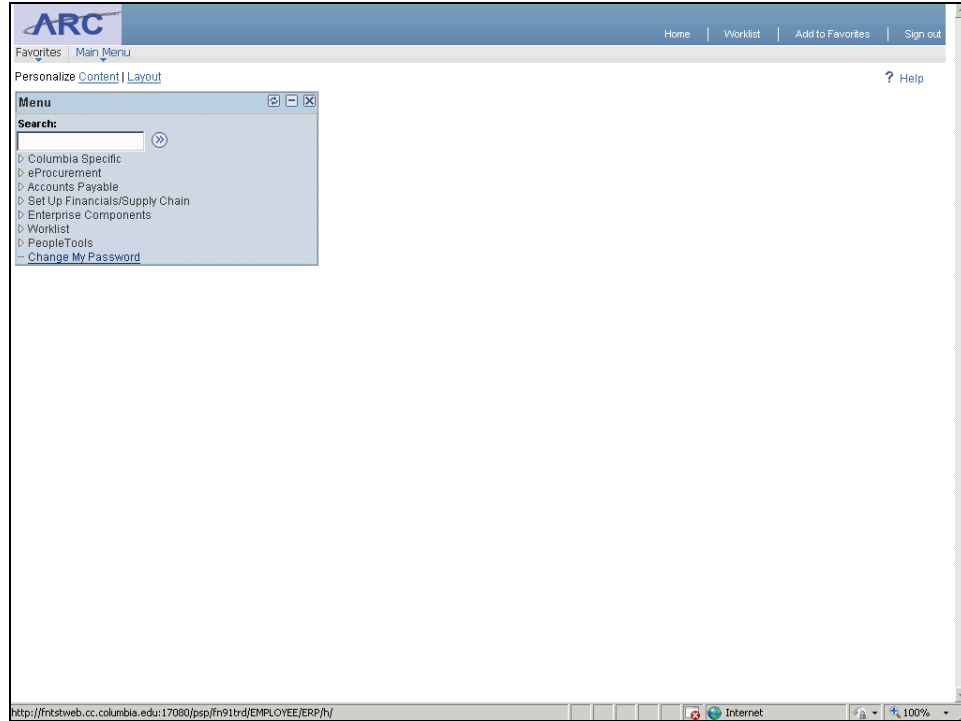 ARC
Home | Worklist | Add to Favorites | Sign out
Favorites Main Menu
Personalize Content | Layout
? Help
Menu
Search:
Columbia Specific
eProcurement
Accounts Payable
Set Up Financials/Supply Chain
Enterprise Components
Worklist
PeopleTools
Change My Password
http://fntstweb.cc.columbia.edu:17080/psp/fn91trd/EMPLOYEE/ERP/h/ Internet 100%